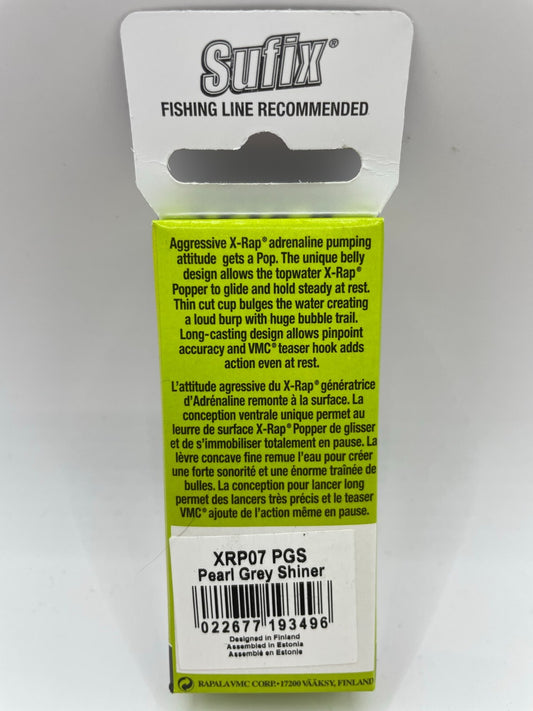 Sufix®
FISHING LINE RECOMMENDED
Aggressive X-Rap® adrenaline pumping
attitude gets a Pop. The unique belly
design allows the topwater X-Rap®
Popper to glide and hold steady at rest.
Thin cut cup bulges the water creating
a loud burp with huge bubble trail.
Long-casting design allows pinpoint
accuracy and VMC® teaser hook adds
action even at rest.
L'attitude agressive du X-Rap® génératrice
d'Adrénaline remonte à la surface. La
conception ventrale unique permet au
leurre de surface X-Rap® Popper de glisser
et de s'immobiliser totalement en pause. La
lèvre concave fine remue l'eau pour créer
une forte sonorité et une énorme traînée de
bulles. La conception pour lancer long
permet des lancers très précis et le teaser
VMC® ajoute de l'action même en pause.
XRP07 PGS
Pearl Grey Shiner
022677 193496
Designed in Finland
Assembled in Estonia
Assemblé en Estonie
® RAPALA VMC CORP. • 17200 VÄÄKSY, FINLAND